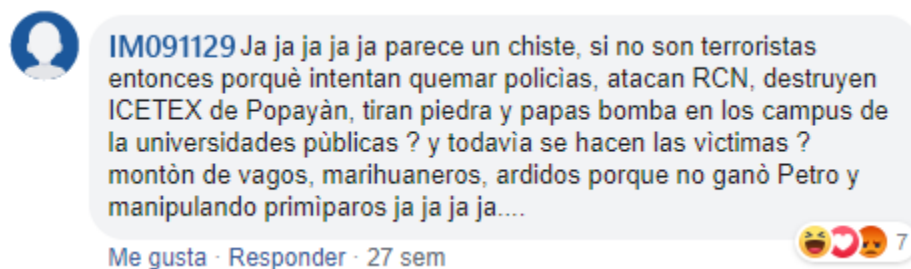 IM091129 Ja ja ja ja ja parece un chiste, si no son terroristas
entonces porquè intentan quemar policìas, atacan RCN, destruyen
ICETEX de Popayàn, tiran piedra y papas bomba en los campus de
la universidades pùblicas ? y todavìa se hacen las vìctimas ?
montòn de vagos, marihuaneros, ardidos porque no ganò Petro y
manipulando primìparos ja ja ja ja....
Me gusta · Responder · 27 sem
7